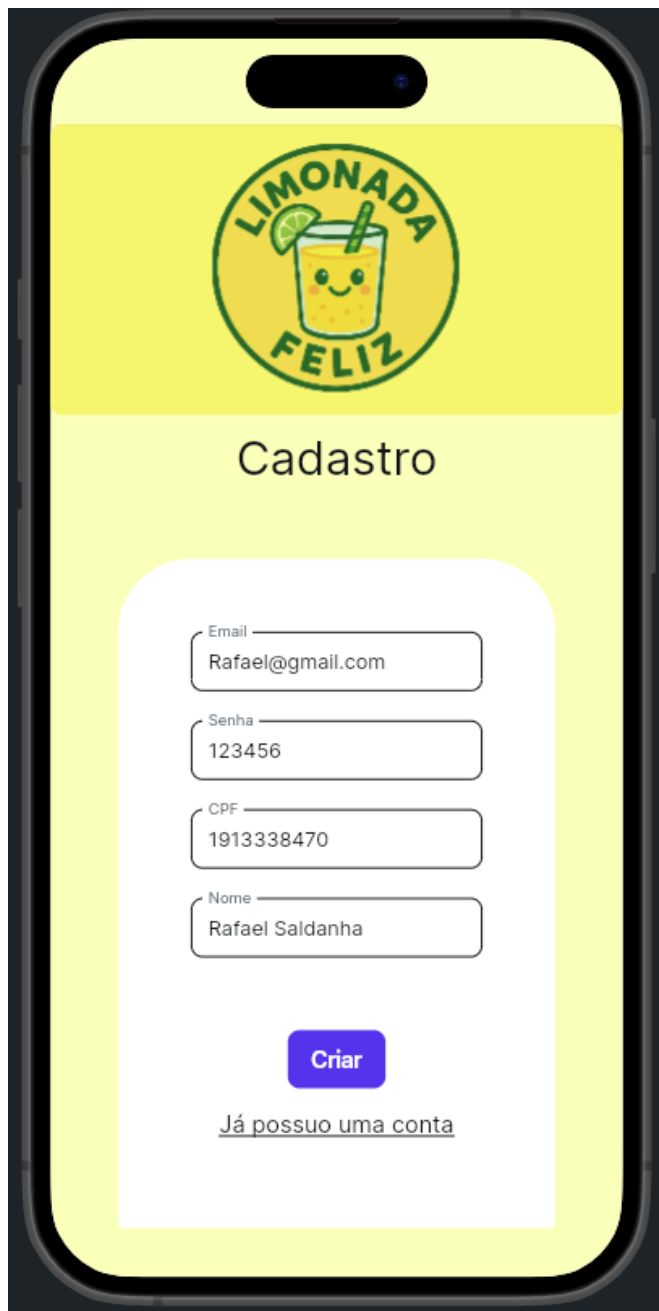 LIMONADA
FELIZ
Cadastro
Email
Rafael@gmail.com
Senha
123456
CPF
1913338470
Nome
Rafael Saldanha
Criar
Já possuo uma conta